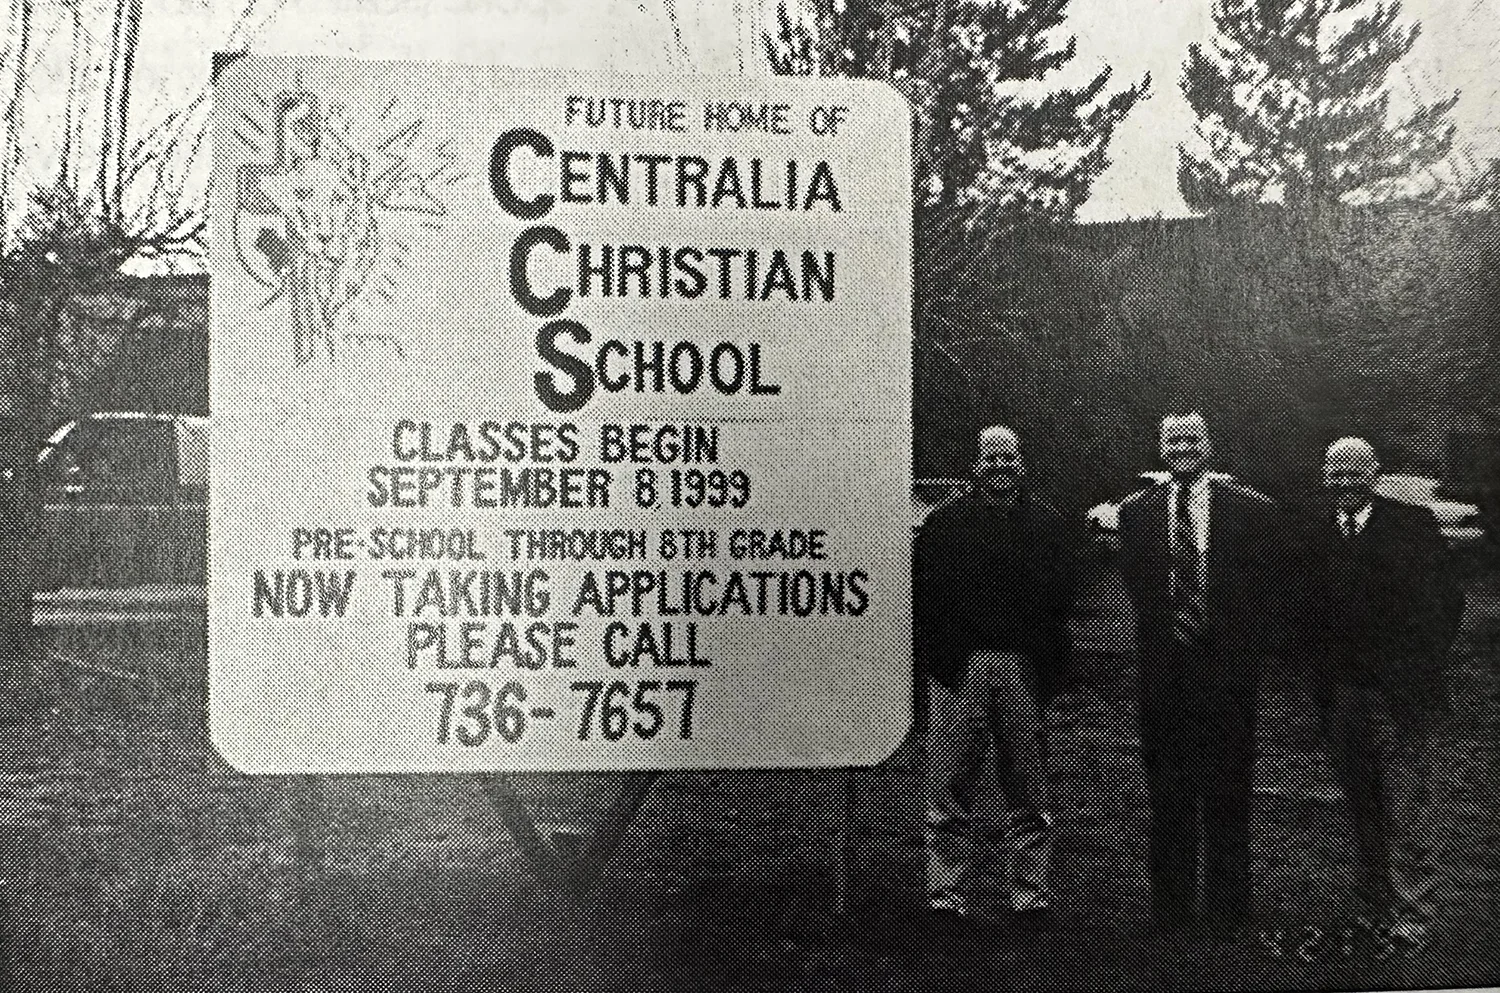 FUTURE HOME OF
CENTRALIA
CHRISTIAN
SCHOOL
CLASSES BEGIN
SEPTEMBER 8, 1999
PRE-SCHOOL THROUGH 8TH GRADE
NOW TAKING APPLICATIONS
PLEASE CALL
736-7657